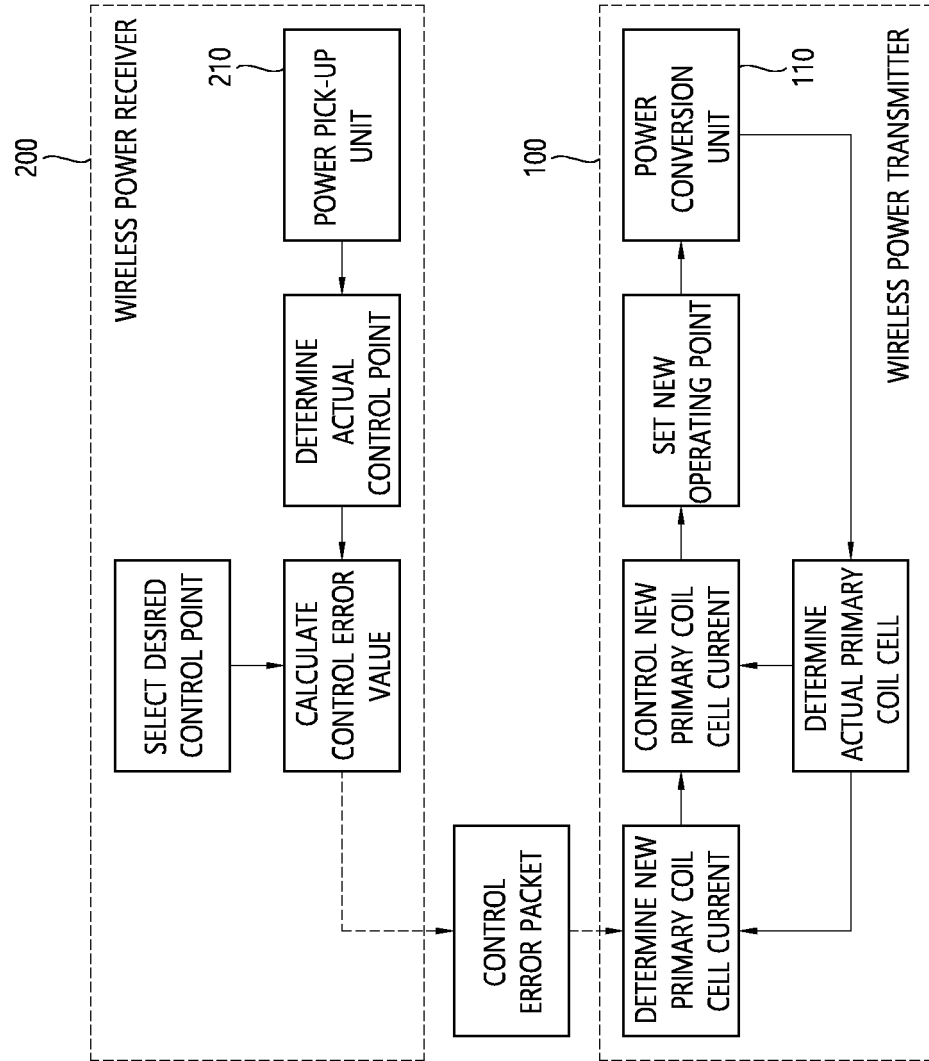 200
WIRELESS POWER RECEIVER
SELECT DESIRED
CONTROL POINT
210
CALCULATE
CONTROL ERROR
VALUE
DETERMINE
ACTUAL
CONTROL POINT
POWER PICK-UP
UNIT
CONTROL
ERROR PACKET
100
DETERMINE NEW
PRIMARY COIL
CELL CURRENT
CONTROL NEW
PRIMARY COIL
CELL CURRENT
SET NEW
OPERATING POINT
POWER
CONVERSION
UNIT
110
DETERMINE
ACTUAL PRIMARY
COIL CELL
WIRELESS POWER TRANSMITTER